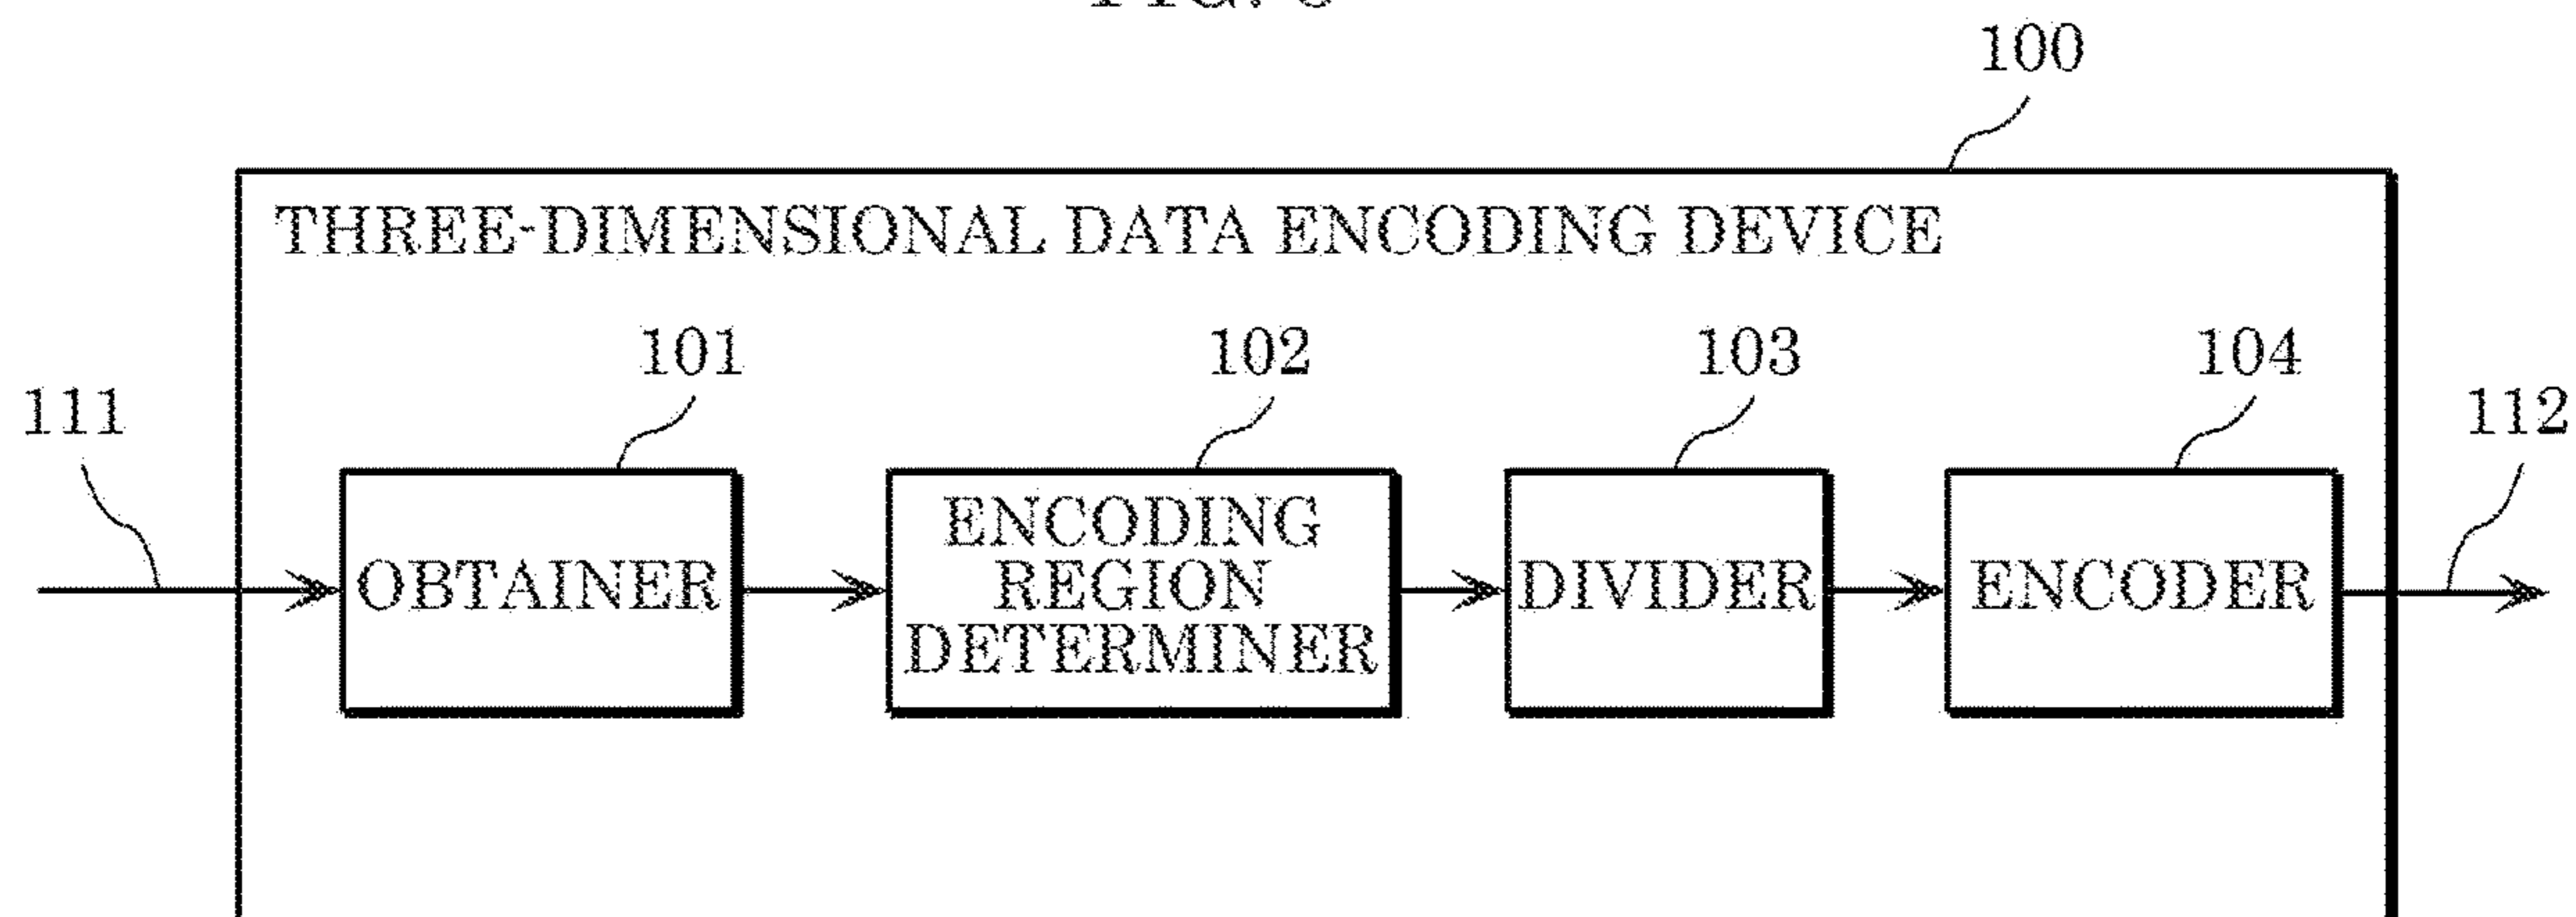 100
THREE-DIMENSIONAL DATA ENCODING DEVICE
101 102 103 104
111 112
OBTAINER
ENCODING
REGION
DETERMINER
DIVIDER
ENCODER